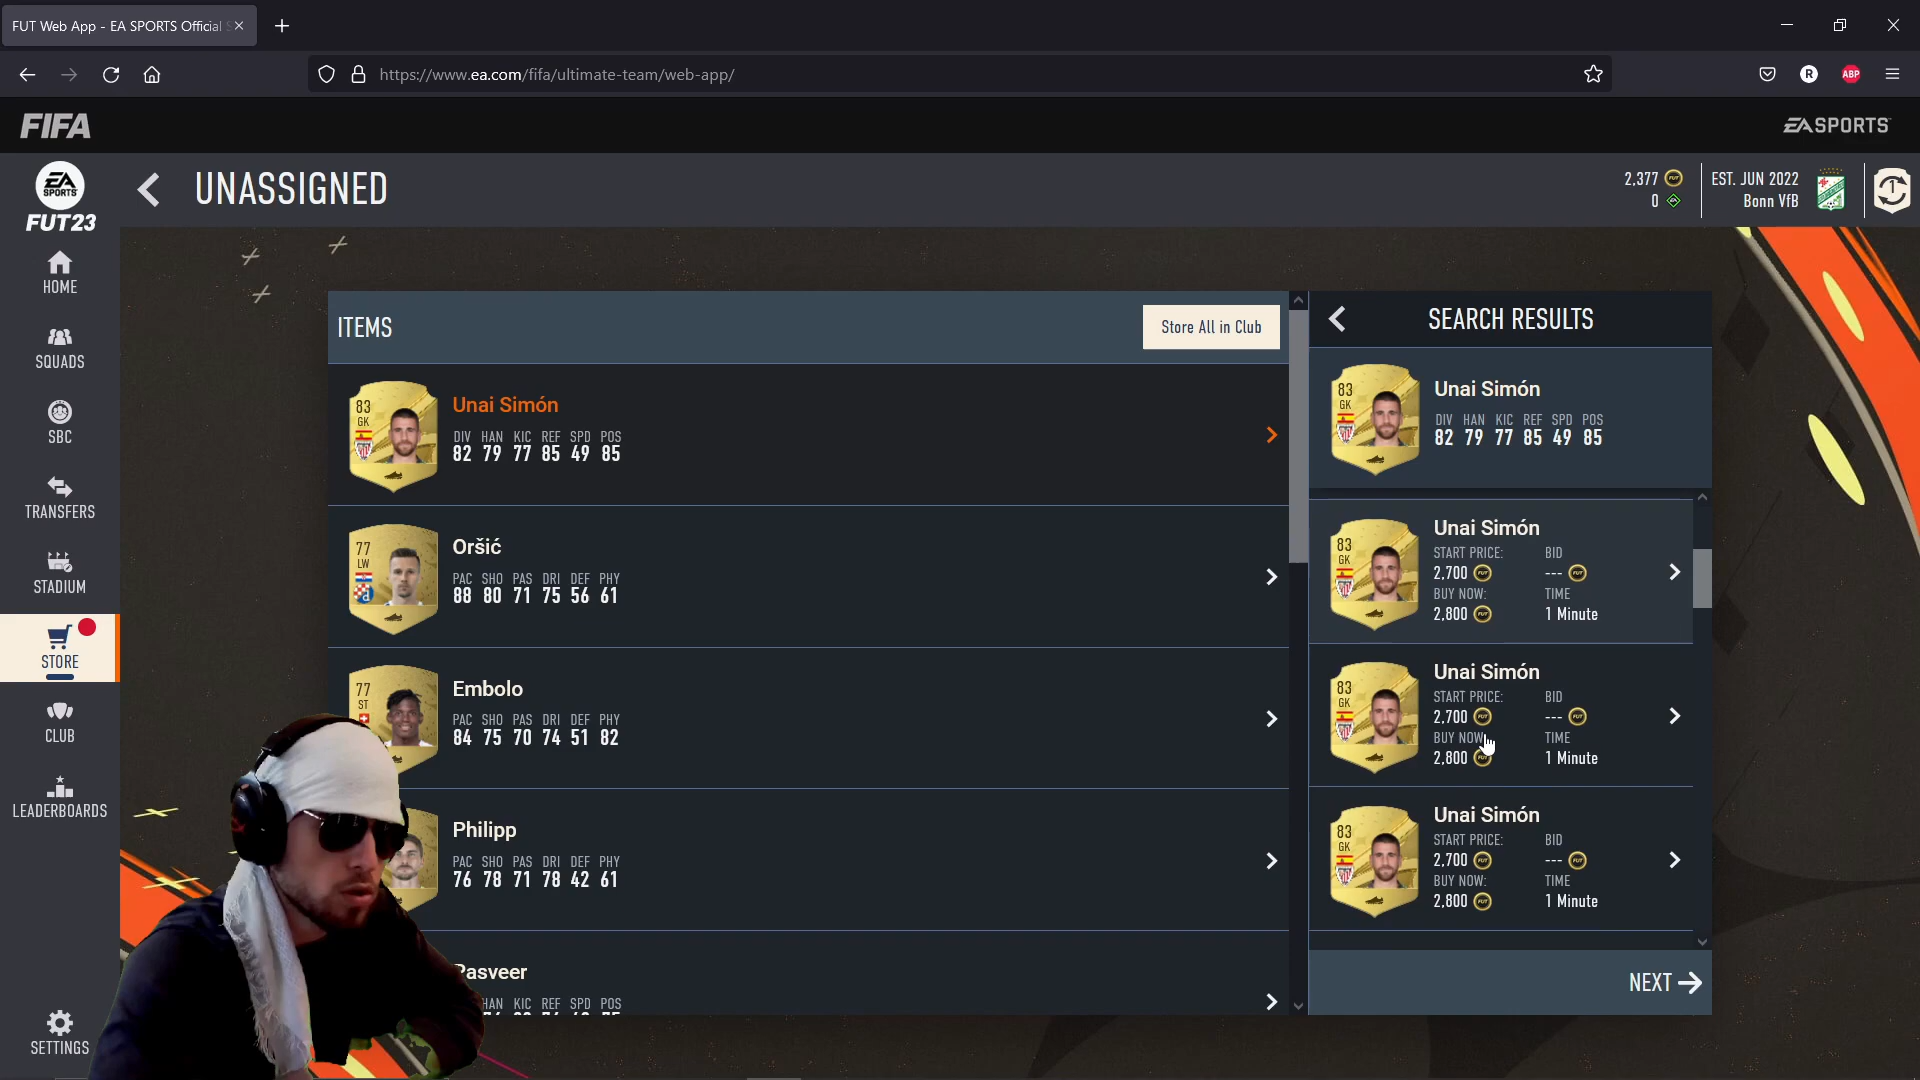 FUT Web App - EA SPORTS Official S
https://www.ea.com/fifa/ultimate-team/web-app/
R
ABP
FIFA
EA SPORTS
EA SPORTS
FUT23
UNASSIGNED
2,377
0
EST. JUN 2022
Bonn VfB
1
HOME
SQUADS
SBC
TRANSFERS
STADIUM
STORE
CLUB
LEADERBOARDS
SETTINGS
ITEMS
Store All in Club
83
GK
Unai Simón
DIV HAN KIC REF SPD POS
82 79 77 85 49 85
77
LW
Oršić
PAC SHO PAS DRI DEF PHY
88 80 71 75 56 61
77
ST
Embolo
PAC SHO PAS DRI DEF PHY
84 75 70 74 51 82
Philipp
PAC SHO PAS DRI DEF PHY
76 78 71 78 42 61
Pasveer
HAN KIC REF SPD POS
SEARCH RESULTS
83
GK
Unai Simón
DIV HAN KIC REF SPD POS
82 79 77 85 49 85
83
GK
Unai Simón
START PRICE: BID
2,700 ---
BUY NOW: TIME
2,800 1 Minute
83
GK
Unai Simón
START PRICE: BID
2,700 ---
BUY NOW: TIME
2,800 1 Minute
83
GK
Unai Simón
START PRICE: BID
2,700 ---
BUY NOW: TIME
2,800 1 Minute
NEXT